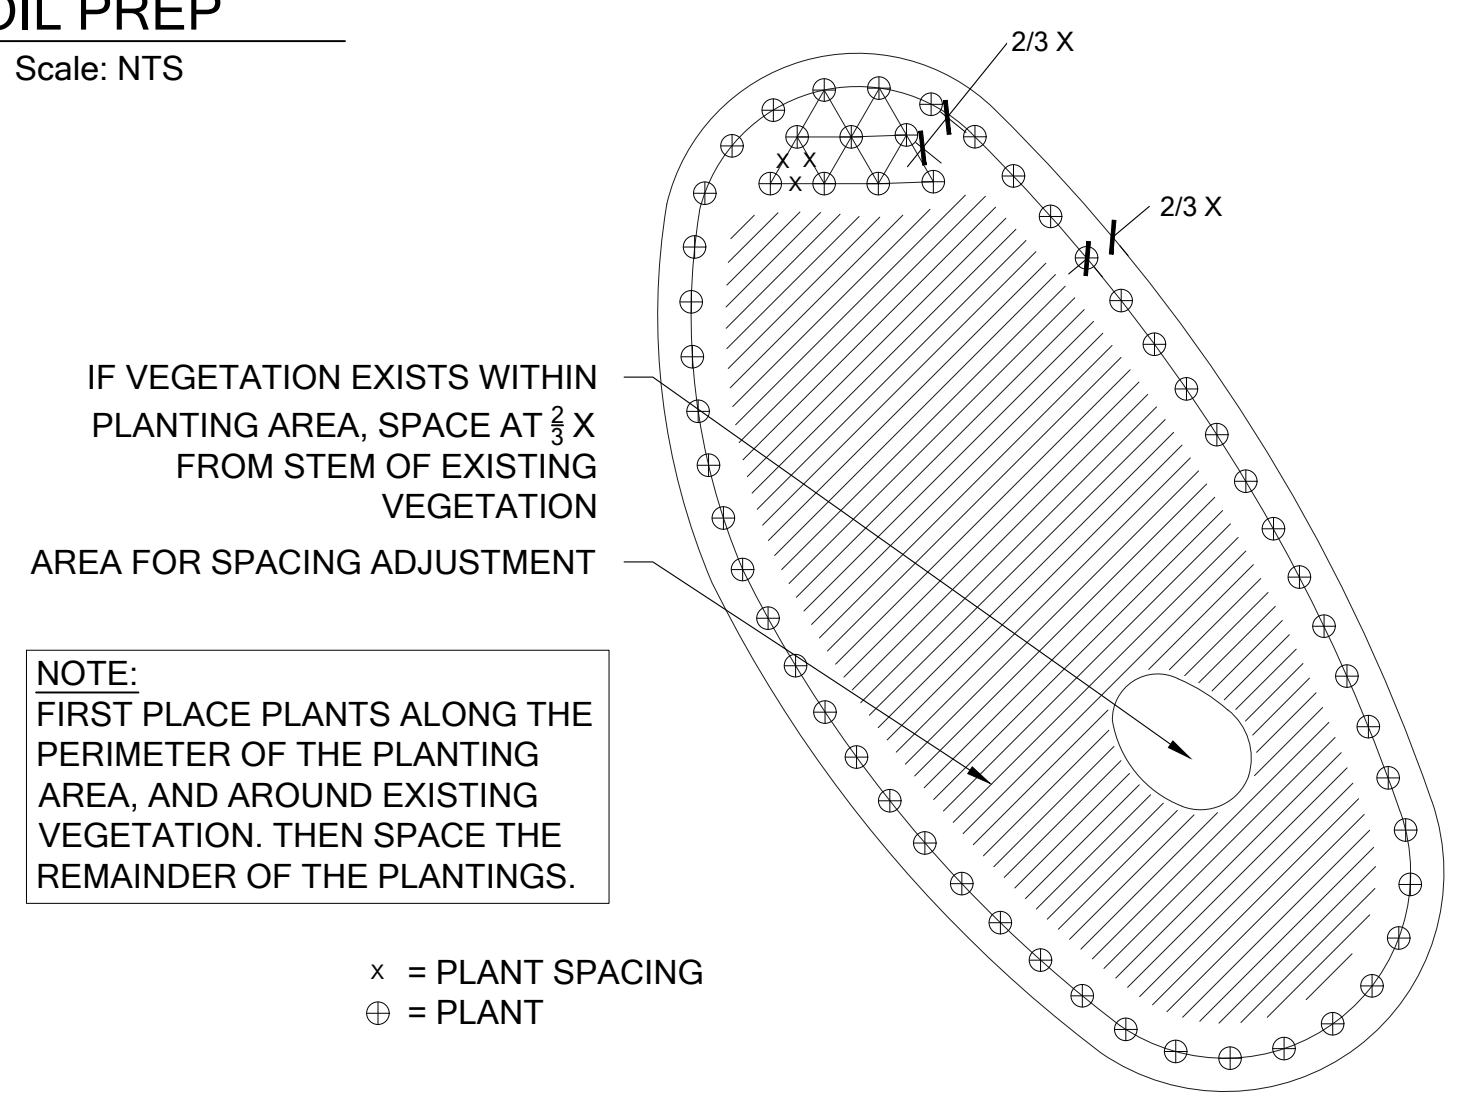 PREP
Scale: NTS
2/3 X
2/3 X
IF VEGETATION EXISTS WITHIN
PLANTING AREA, SPACE AT 2/3 X
FROM STEM OF EXISTING
VEGETATION
AREA FOR SPACING ADJUSTMENT
NOTE:
FIRST PLACE PLANTS ALONG THE
PERIMETER OF THE PLANTING
AREA, AND AROUND EXISTING
VEGETATION. THEN SPACE THE
REMAINDER OF THE PLANTINGS.
x = PLANT SPACING
= PLANT
x x
x